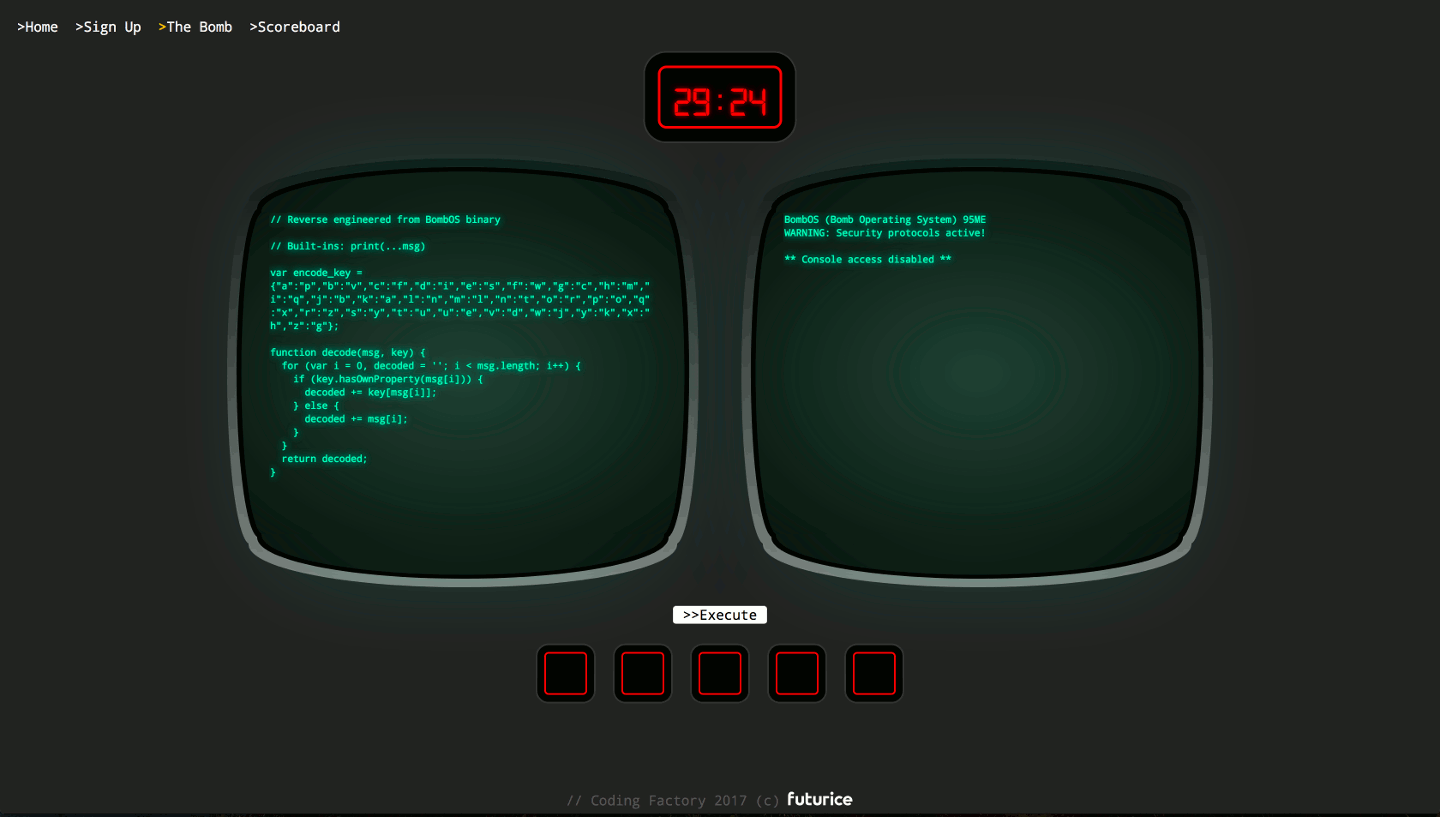 >Home >Sign Up >The Bomb >Scoreboard
29:24
// Reverse engineered from BombOS binary
// Built-ins: print(...msg)
var encode_key =
{"a":"p","b":"v","c":"f","d":"i","e":"s","f":"w","g":"c","h":"m","
i":"q","j":"b","k":"a","l":"n","m":"l","n":"t","o":"r","p":"o","q"
:"x","r":"z","s":"y","t":"u","u":"e","v":"d","w":"j","y":"k","x":"
h","z":"g"};
function decode(msg, key) {
  for (var i = 0, decoded = ''; i < msg.length; i++) {
    if (key.hasOwnProperty(msg[i])) {
      decoded += key[msg[i]];
    } else {
      decoded += msg[i];
    }
  }
  return decoded;
}
BombOS (Bomb Operating System) 95ME
WARNING: Security protocols active!
** Console access disabled **
>>Execute
// Coding Factory 2017 (c) futurice